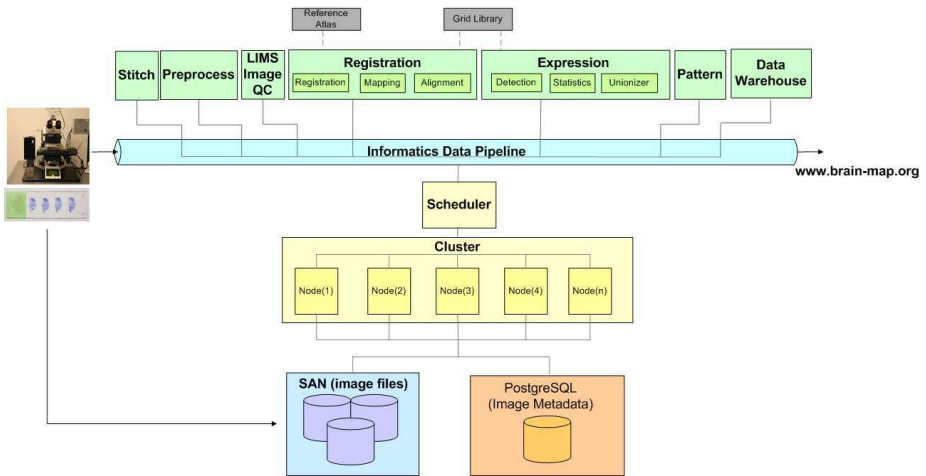 Reference
Atlas
Grid Library
Stitch
Preprocess
LIMS
Image
QC
Registration
Registration
Mapping
Alignment
Expression
Detection
Statistics
Unionizer
Pattern
Data
Warehouse
Informatics Data Pipeline
www.brain-map.org
Scheduler
Cluster
Node(1)
Node(2)
Node(3)
Node(4)
Node(n)
SAN (image files)
PostgreSQL
(Image Metadata)